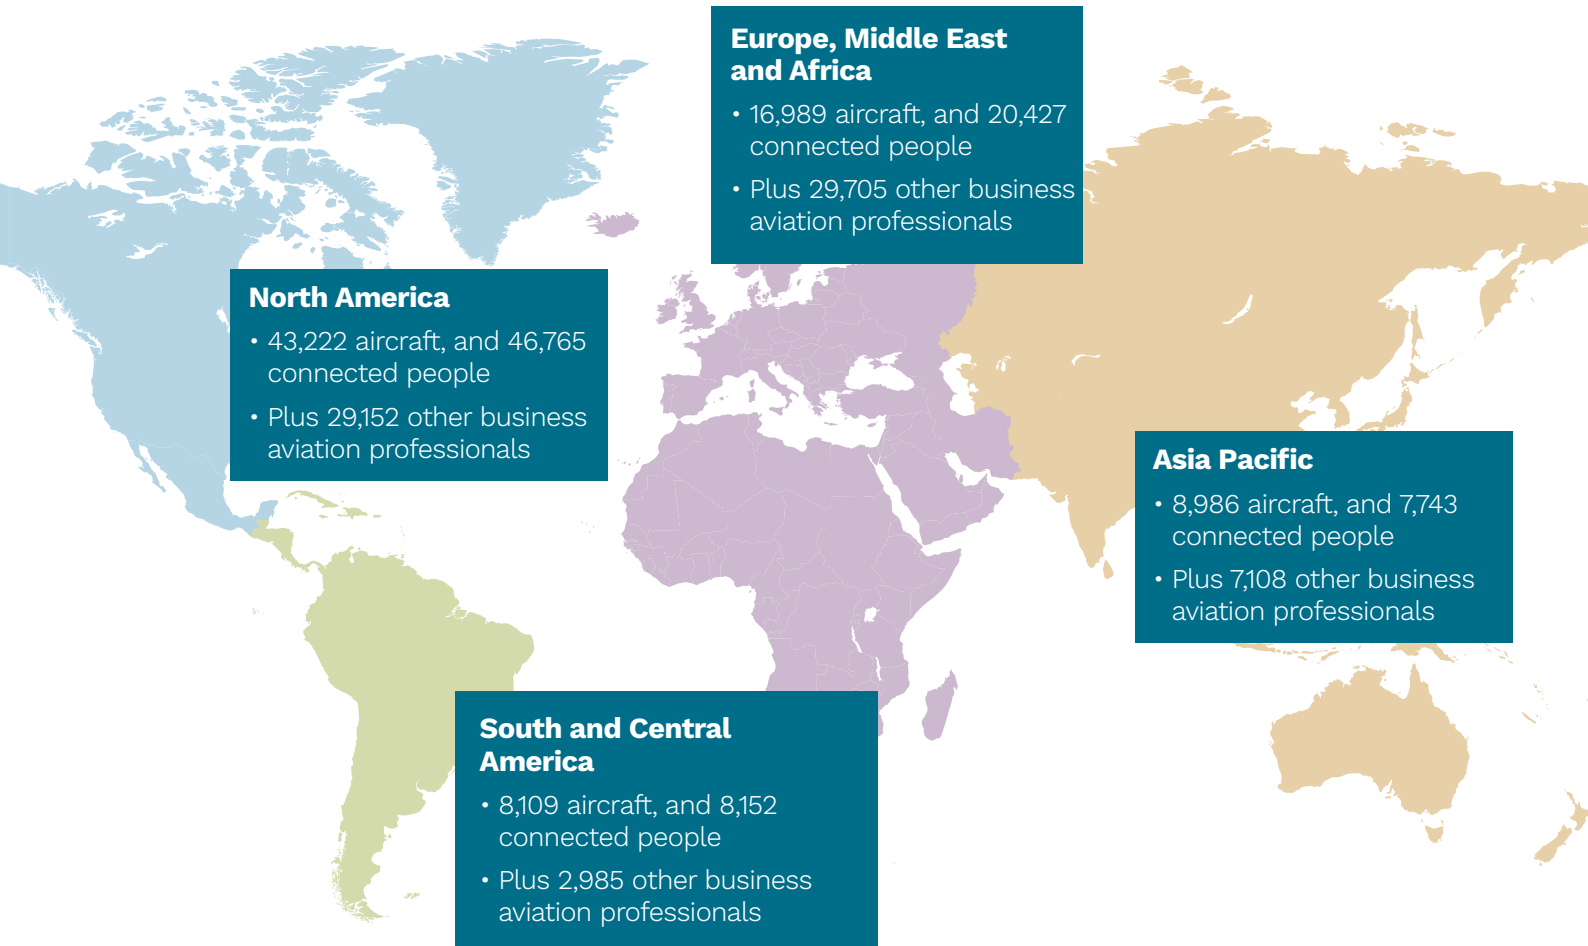 Europe, Middle East
and Africa
• 16,989 aircraft, and 20,427
connected people
• Plus 29,705 other business
aviation professionals
North America
• 43,222 aircraft, and 46,765
connected people
• Plus 29,152 other business
aviation professionals
Asia Pacific
• 8,986 aircraft, and 7,743
connected people
• Plus 7,108 other business
aviation professionals
South and Central
America
• 8,109 aircraft, and 8,152
connected people
• Plus 2,985 other business
aviation professionals